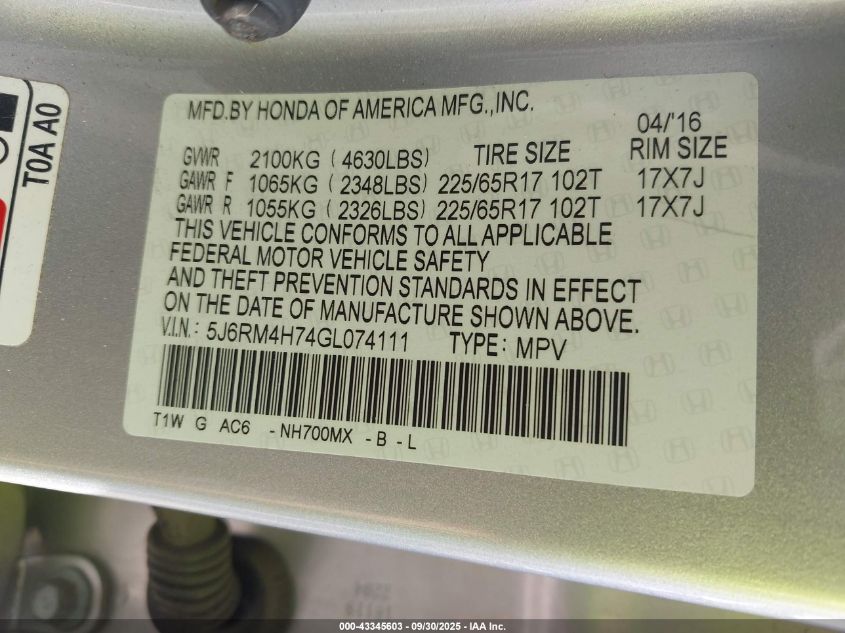 T0A A0
MFD.BY HONDA OF AMERICA MFG.,INC.
04/'16
GVWR 2100KG ( 4630LBS) TIRE SIZE RIM SIZE
GAWR F 1065KG ( 2348LBS) 225/65R17 102T 17X7J
GAWR R 1055KG ( 2326LBS) 225/65R17 102T 17X7J
THIS VEHICLE CONFORMS TO ALL APPLICABLE
FEDERAL MOTOR VEHICLE SAFETY
AND THEFT PREVENTION STANDARDS IN EFFECT
ON THE DATE OF MANUFACTURE SHOWN ABOVE.
V.I.N.: 5J6RM4H74GL074111 TYPE: MPV
T1W G AC6 -NH700MX -B -L
000-43345603 - 09/30/2025 - IAA Inc.